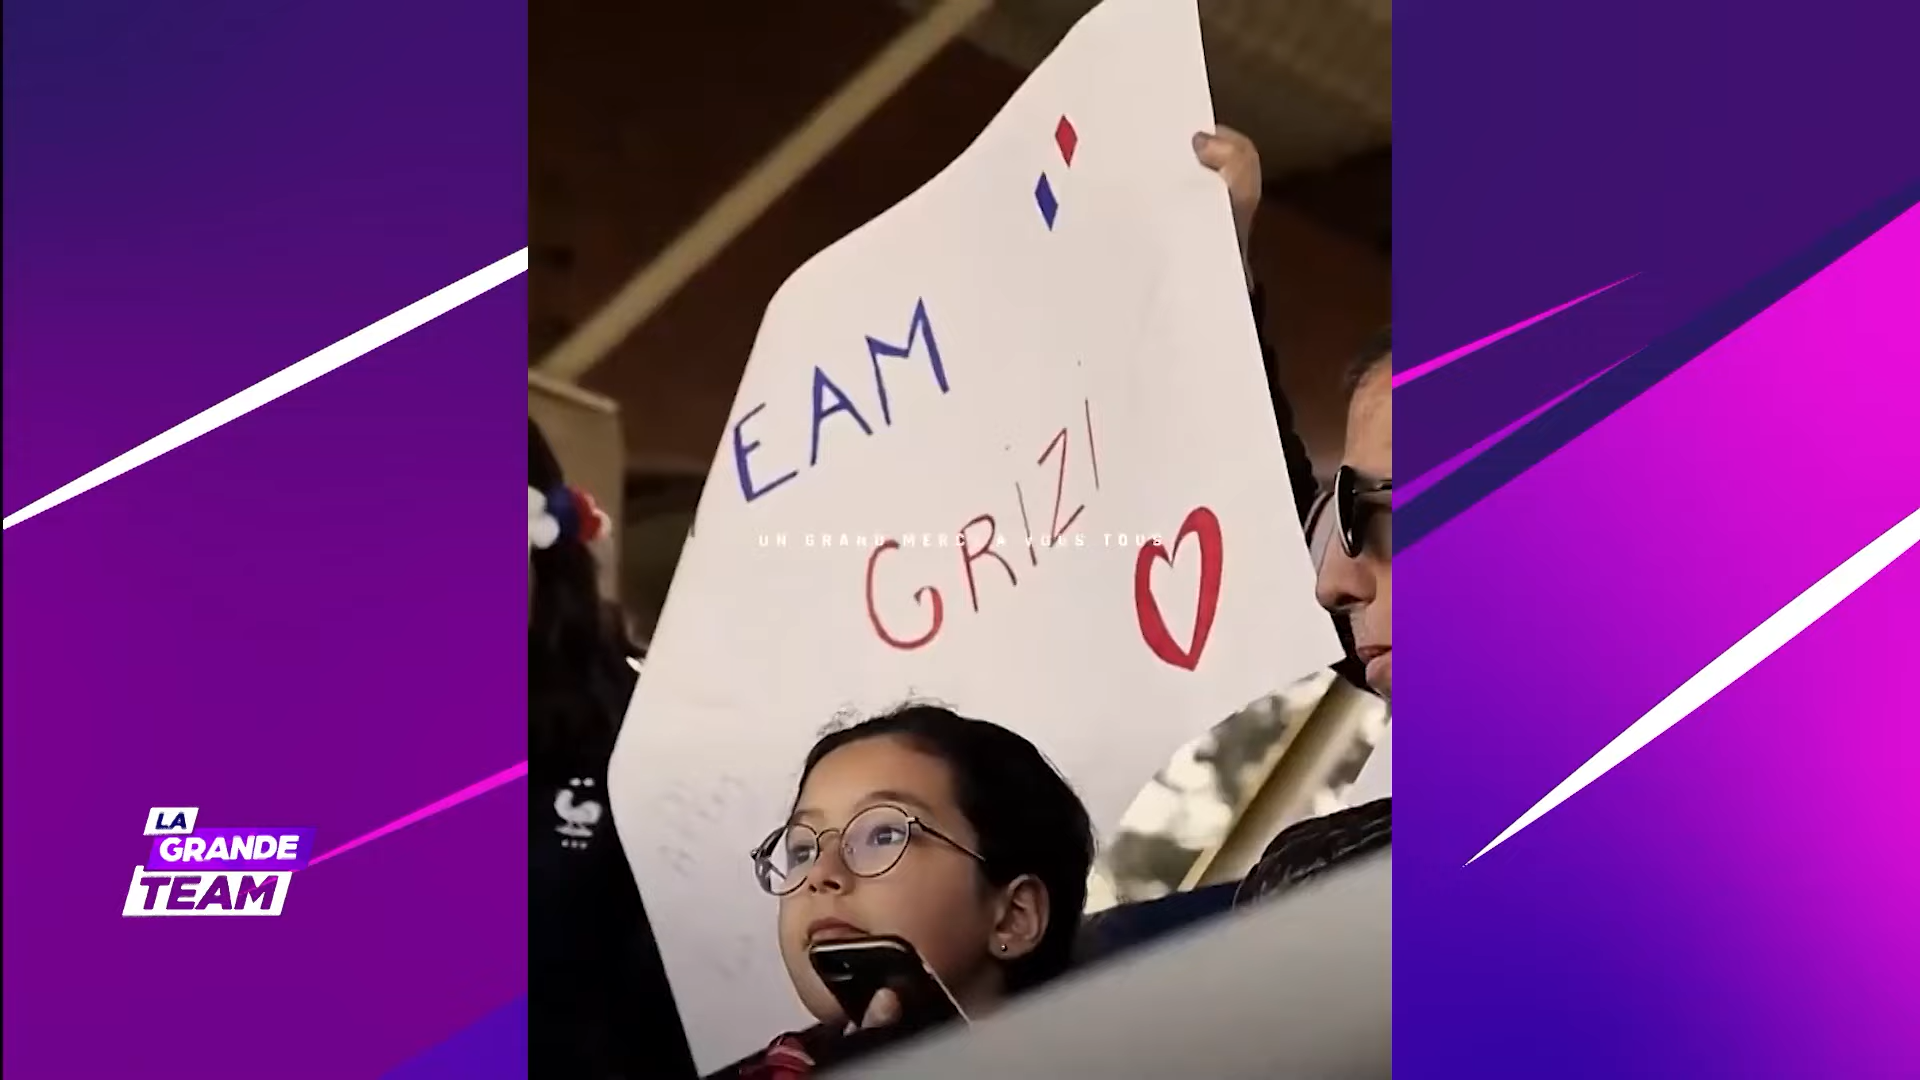 EAM
GRIZI
UN GRAND MERCI À VOUS TOUS
LA
GRANDE
TEAM